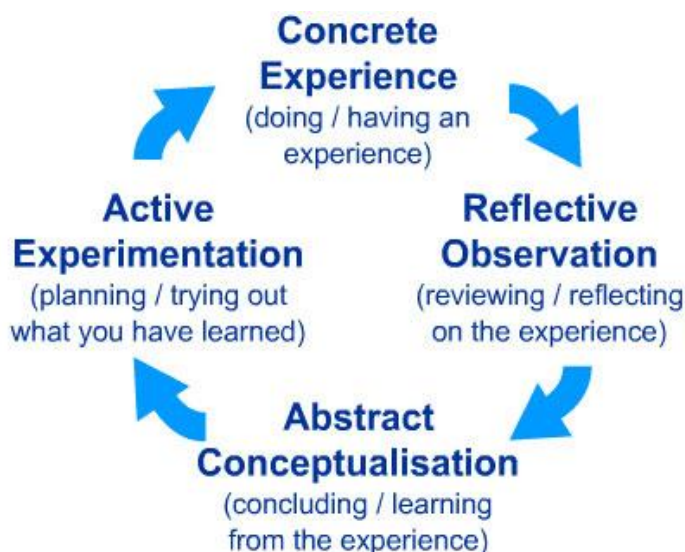 Concrete
Experience
(doing / having an
experience)
Reflective
Observation
(reviewing / reflecting
on the experience)
Abstract
Conceptualisation
(concluding / learning
from the experience)
Active
Experimentation
(planning / trying out
what you have learned)